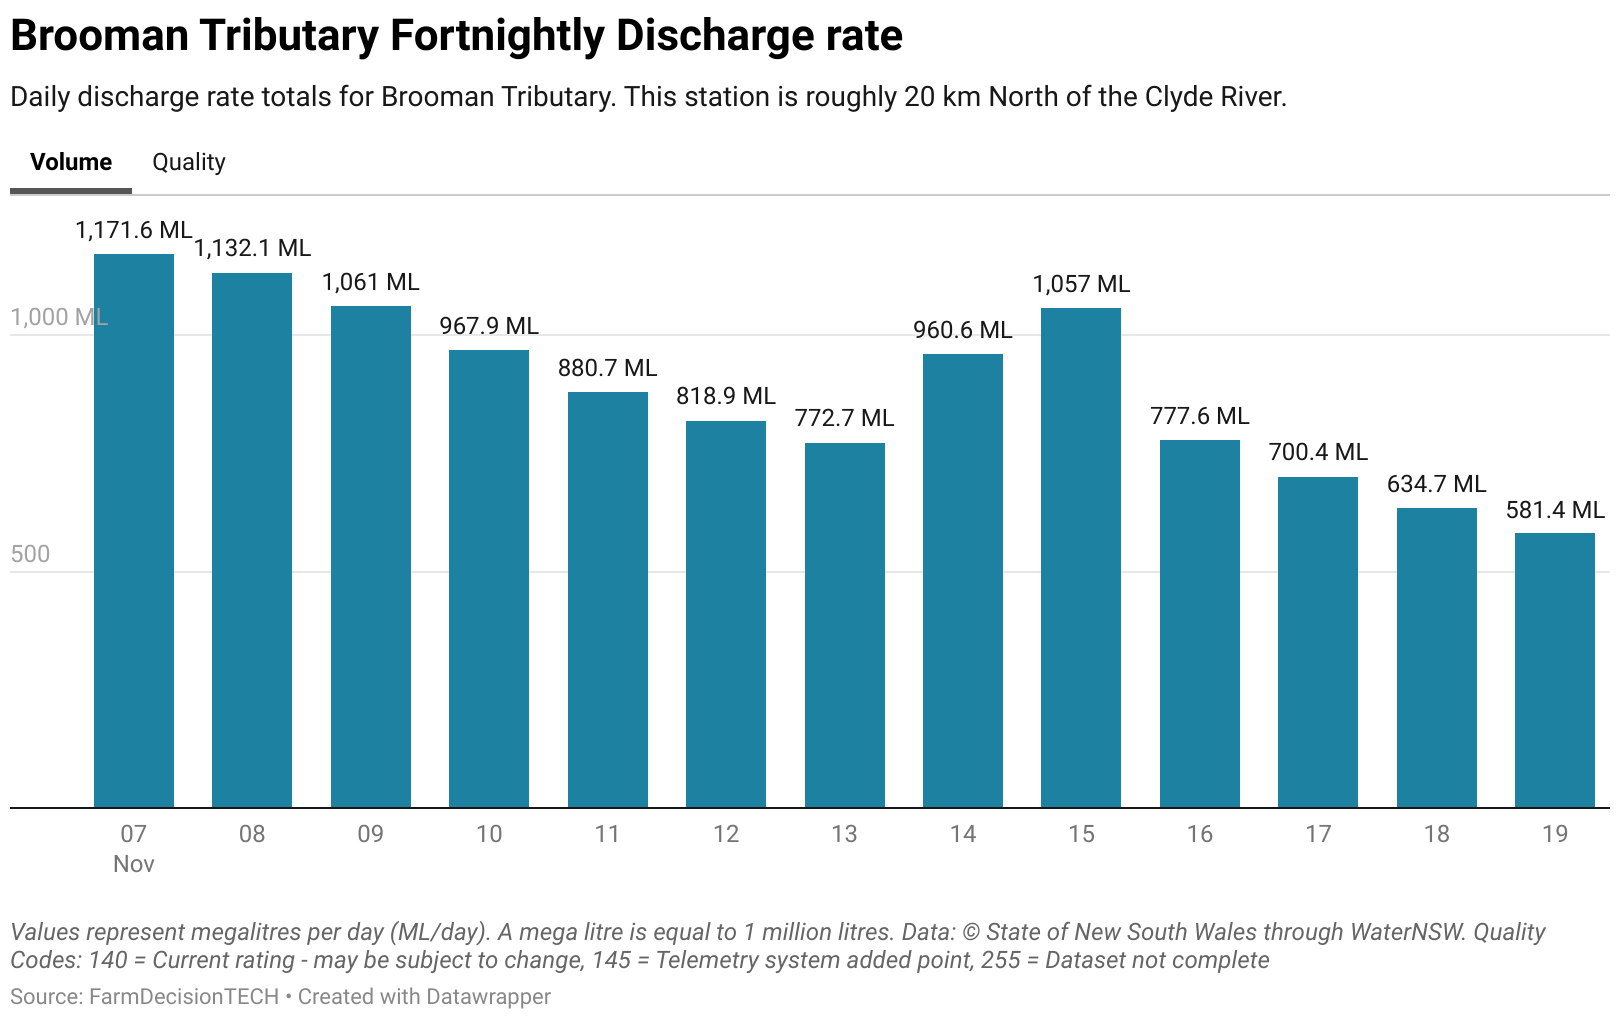 Brooman Tributary Fortnightly Discharge rate
Daily discharge rate totals for Brooman Tributary. This station is roughly 20 km North of the Clyde River.
Volume Quality
1,171.6 ML
1,132.1 ML
1,061 ML
967.9 ML
880.7 ML
818.9 ML
772.7 ML
960.6 ML
1,057 ML
777.6 ML
700.4 ML
634.7 ML
581.4 ML
1,000 ML
500
07 08 09 10 11 12 13 14 15 16 17 18 19
Nov
Values represent megalitres per day (ML/day). A mega litre is equal to 1 million litres. Data: © State of New South Wales through WaterNSW. Quality
Codes: 140 = Current rating - may be subject to change, 145 = Telemetry system added point, 255 = Dataset not complete
Source: FarmDecisionTECH • Created with Datawrapper